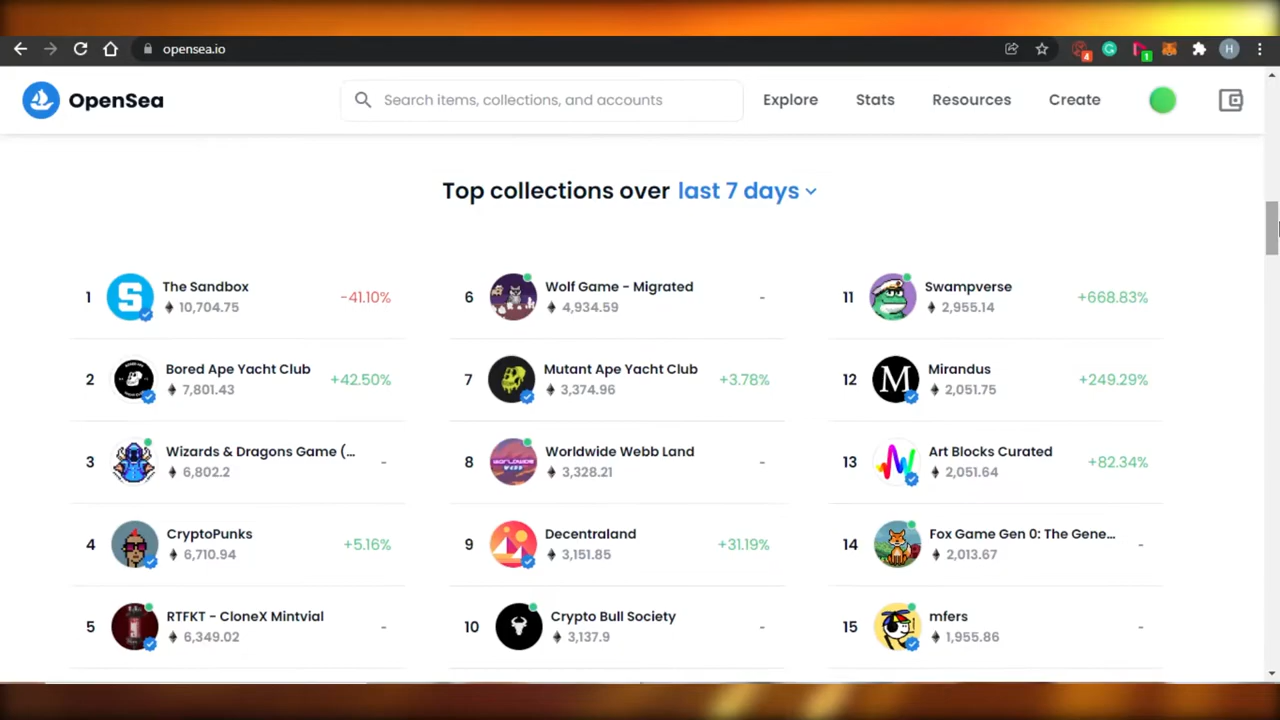 opensea.io
4
1
H
OpenSea
Search items, collections, and accounts
Explore
Stats
Resources
Create
Top collections over last 7 days
1
S
The Sandbox
10,704.75
-41.10%
2
Bored Ape Yacht Club
7,801.43
+42.50%
3
Wizards & Dragons Game (...
6,802.2
-
4
CryptoPunks
6,710.94
+5.16%
5
RTFKT - CloneX Mintvial
6,349.02
-
6
Wolf Game - Migrated
4,934.59
-
7
Mutant Ape Yacht Club
3,374.96
+3.78%
8
Worldwide Webb Land
3,328.21
-
9
Decentraland
3,151.85
+31.19%
10
Crypto Bull Society
3,137.9
-
11
Swampverse
2,955.14
+668.83%
12
M
Mirandus
2,051.75
+249.29%
13
Art Blocks Curated
2,051.64
+82.34%
14
Fox Game Gen 0: The Gene...
2,013.67
-
15
mfers
1,955.86
-